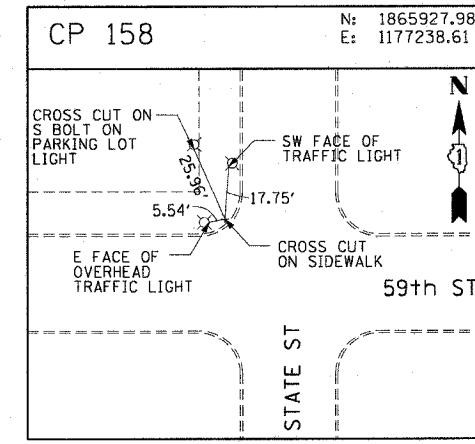 CP 158
N: 1865927.98
E: 1177238.61
N
CROSS CUT ON
S BOLT ON
PARKING LOT
LIGHT
25.96'
SW FACE OF
TRAFFIC LIGHT
17.75'
5.54'
E FACE OF
OVERHEAD
TRAFFIC LIGHT
CROSS CUT
ON SIDEWALK
59th ST
STATE ST